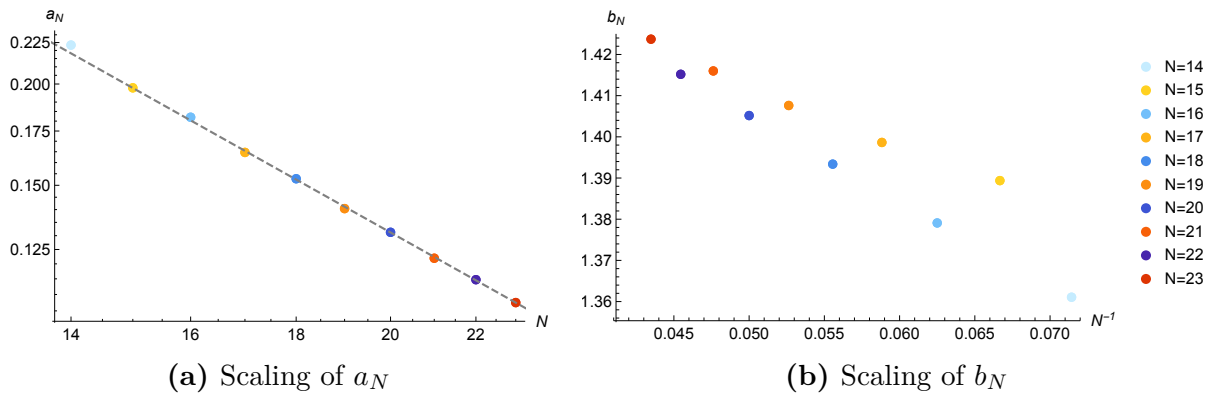 a_N
0.225
0.200
0.175
0.150
0.125
14 16 18 20 22
N
(a) Scaling of a_N
b_N
1.42
1.41
1.40
1.39
1.38
1.37
1.36
0.045 0.050 0.055 0.060 0.065 0.070
N⁻¹
(b) Scaling of b_N
N=14
N=15
N=16
N=17
N=18
N=19
N=20
N=21
N=22
N=23